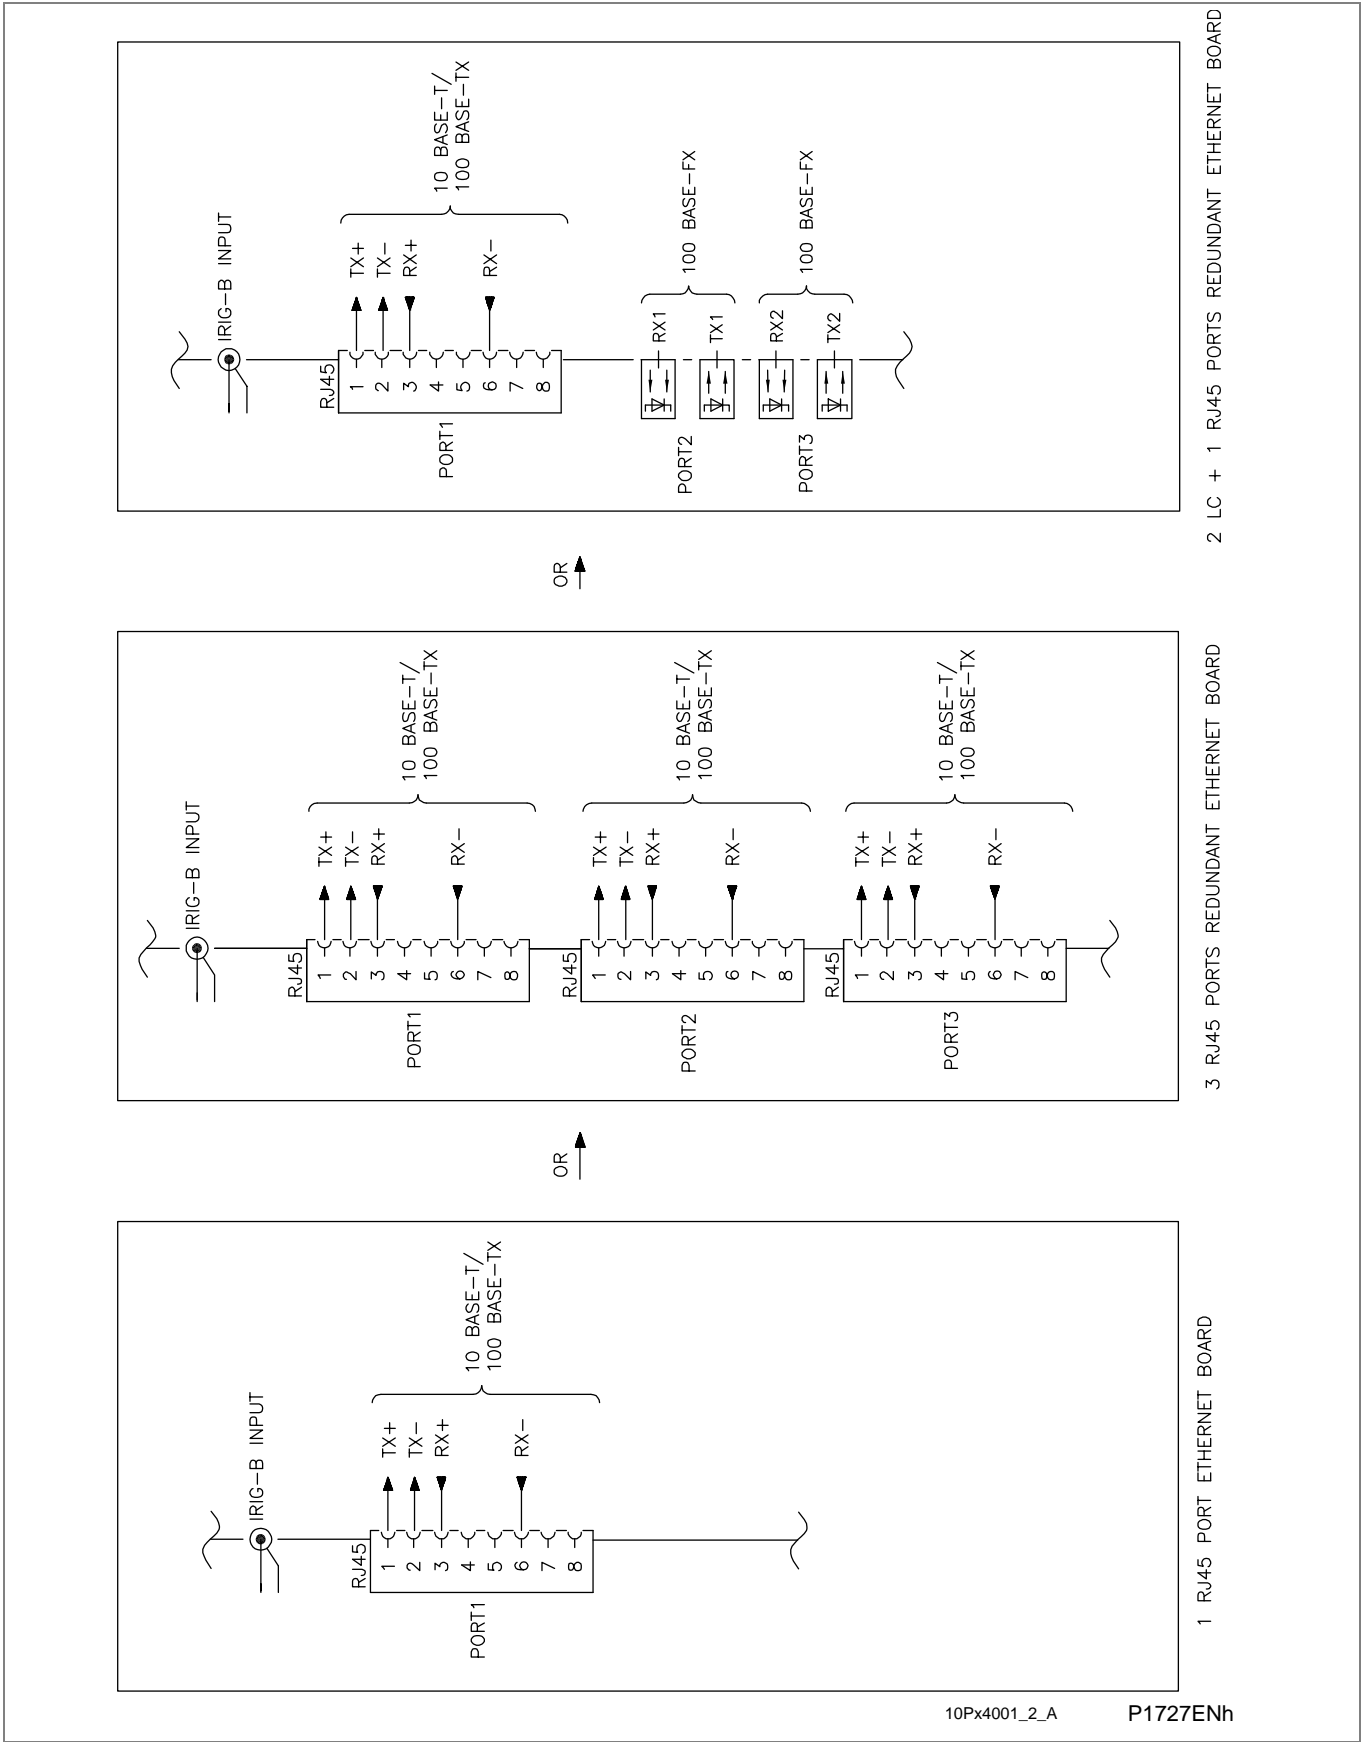 IRIG-B INPUT
RJ45
1
2
3
4
5
6
7
8
TX+
TX-
RX+
RX-
10 BASE-T/
100 BASE-TX
PORT1
1 RJ45 PORT ETHERNET BOARD
OR
IRIG-B INPUT
RJ45
1
2
3
4
5
6
7
8
TX+
TX-
RX+
RX-
10 BASE-T/
100 BASE-TX
PORT1
RJ45
1
2
3
4
5
6
7
8
TX+
TX-
RX+
RX-
10 BASE-T/
100 BASE-TX
PORT2
RJ45
1
2
3
4
5
6
7
8
TX+
TX-
RX+
RX-
10 BASE-T/
100 BASE-TX
PORT3
3 RJ45 PORTS REDUNDANT ETHERNET BOARD
OR
IRIG-B INPUT
RJ45
1
2
3
4
5
6
7
8
TX+
TX-
RX+
RX-
10 BASE-T/
100 BASE-TX
PORT1
RX1
TX1
100 BASE-FX
PORT2
RX2
TX2
100 BASE-FX
PORT3
2 LC + 1 RJ45 PORTS REDUNDANT ETHERNET BOARD
10Px4001_2_A
P1727ENh